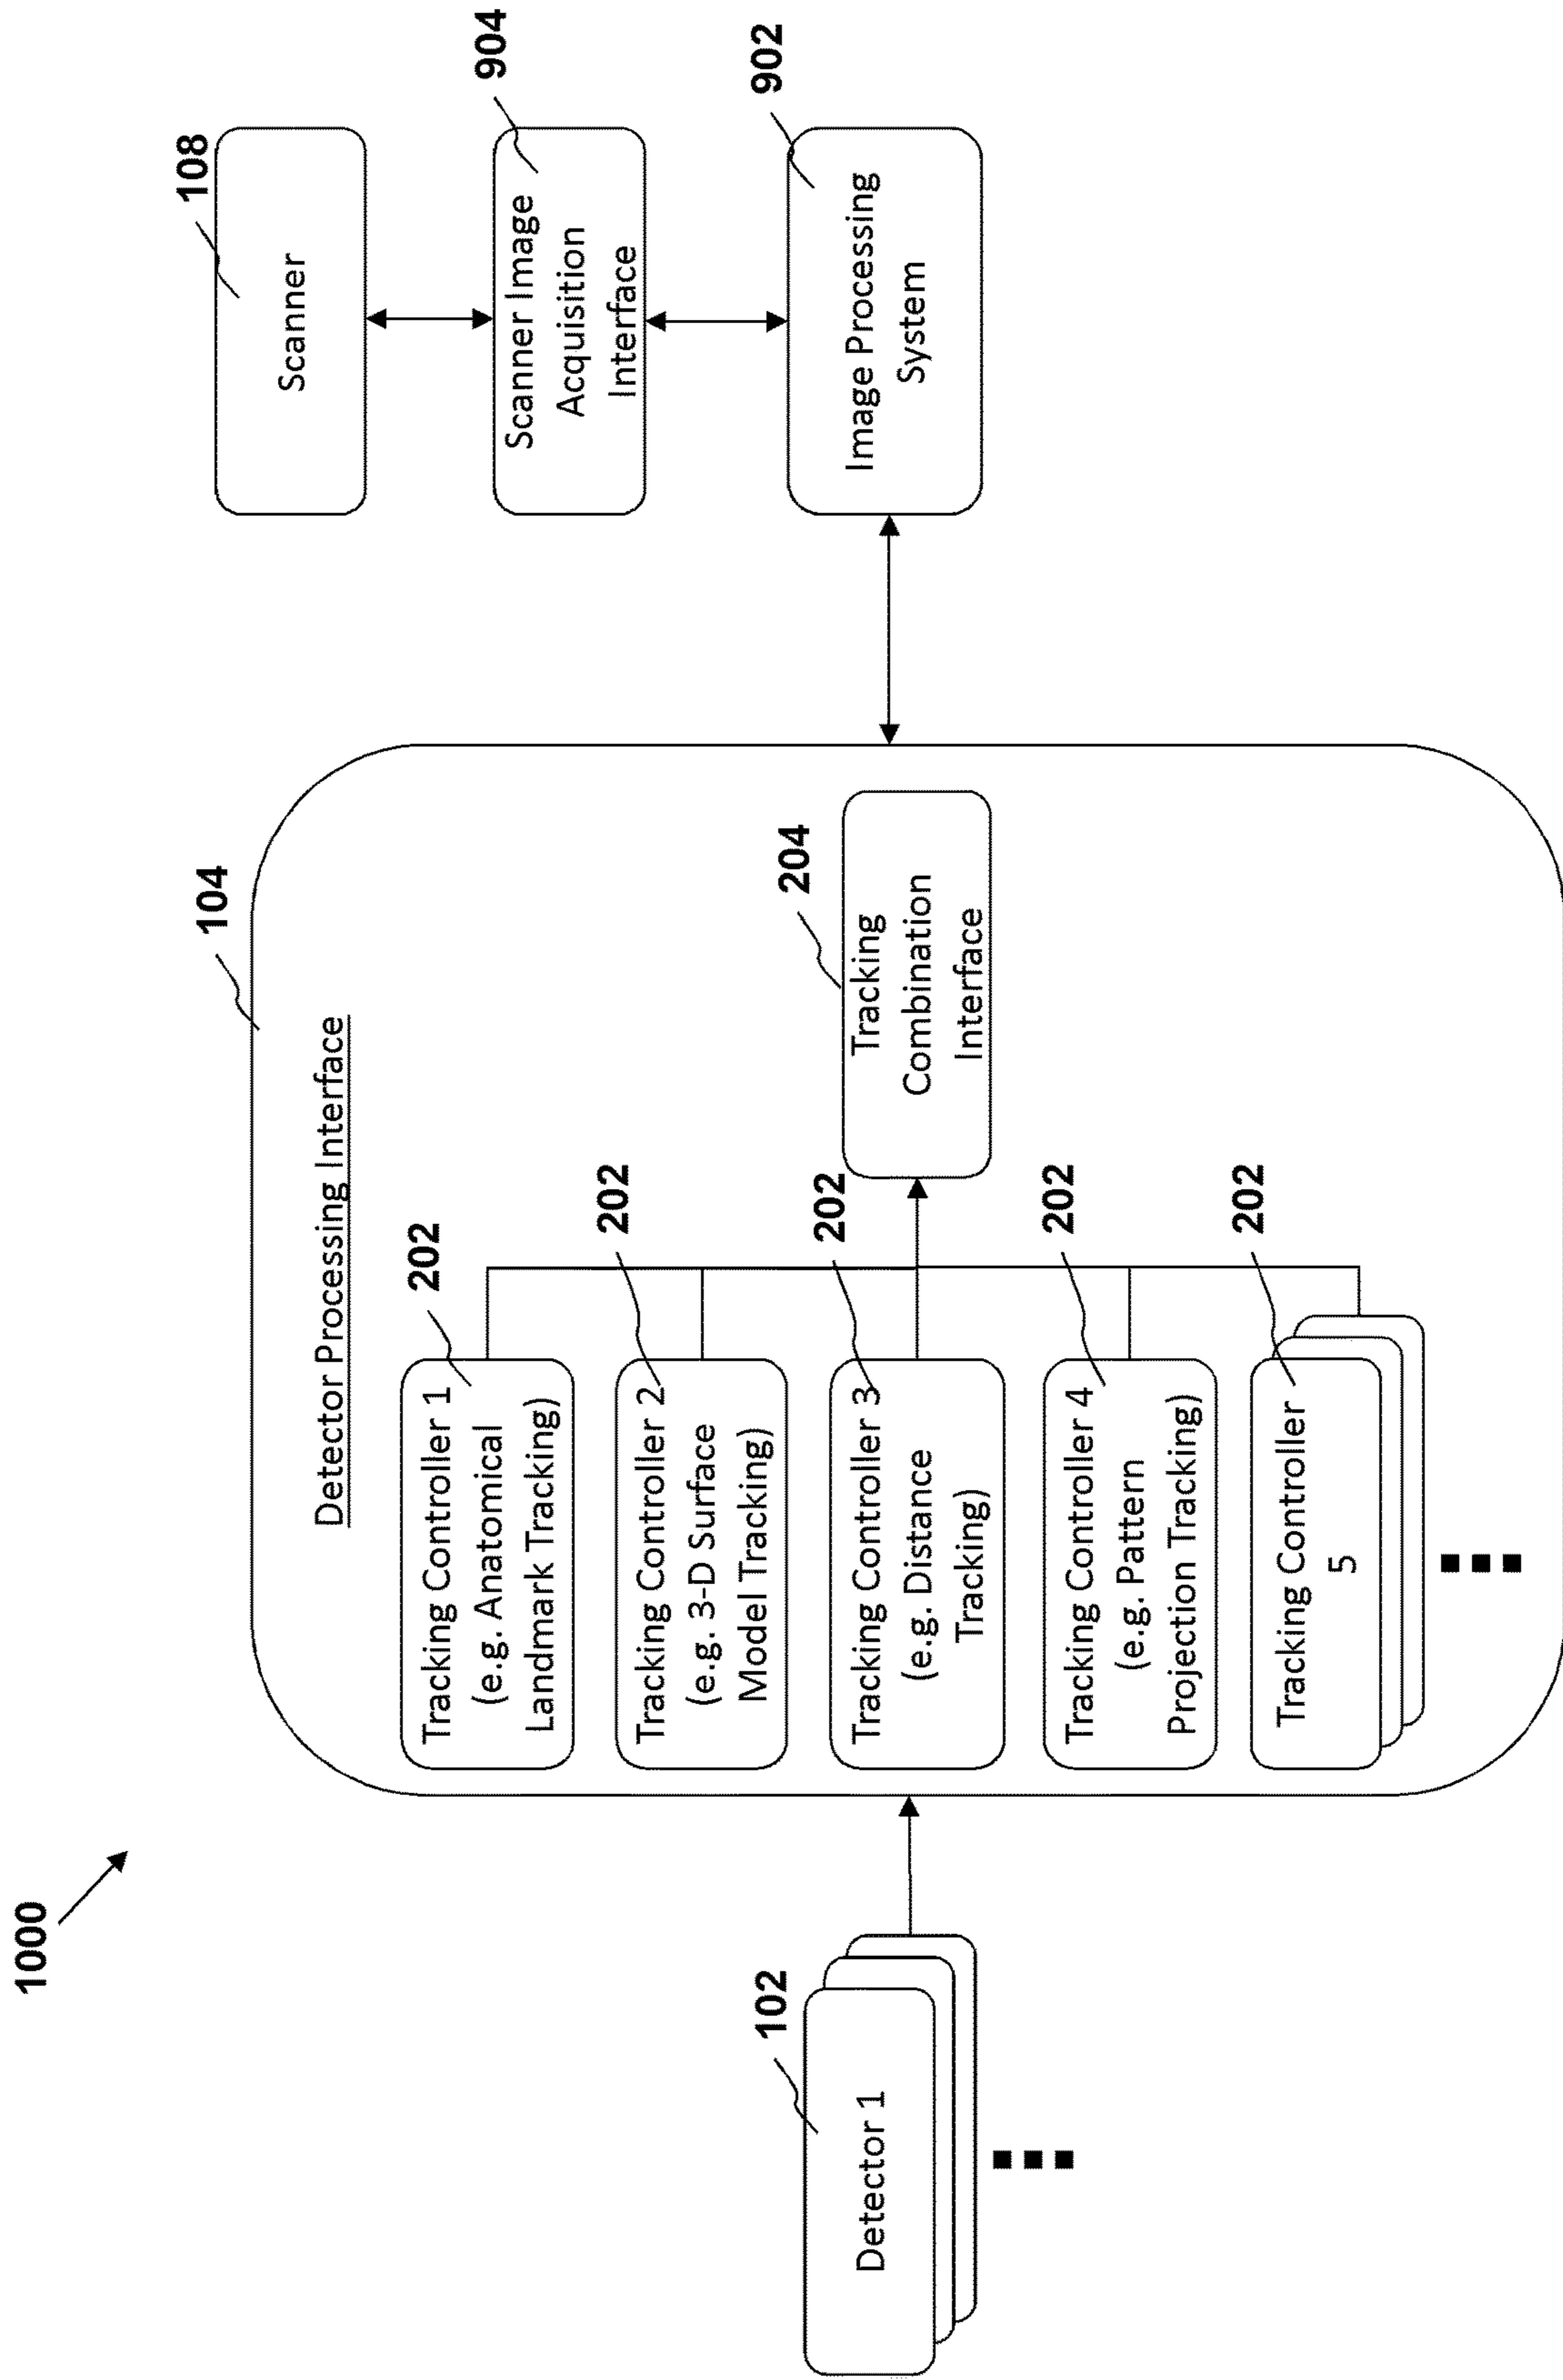 1000
104
Detector Processing Interface
102
Detector 1
202
Tracking Controller 1
(e.g. Anatomical
Landmark Tracking)
202
Tracking Controller 2
(e.g. 3-D Surface
Model Tracking)
202
Tracking Controller 3
(e.g. Distance
Tracking)
202
Tracking Controller 4
(e.g. Pattern
Projection Tracking)
202
Tracking Controller
5
204
Tracking
Combination
Interface
108
Scanner
904
Scanner Image
Acquisition
Interface
902
Image Processing
System